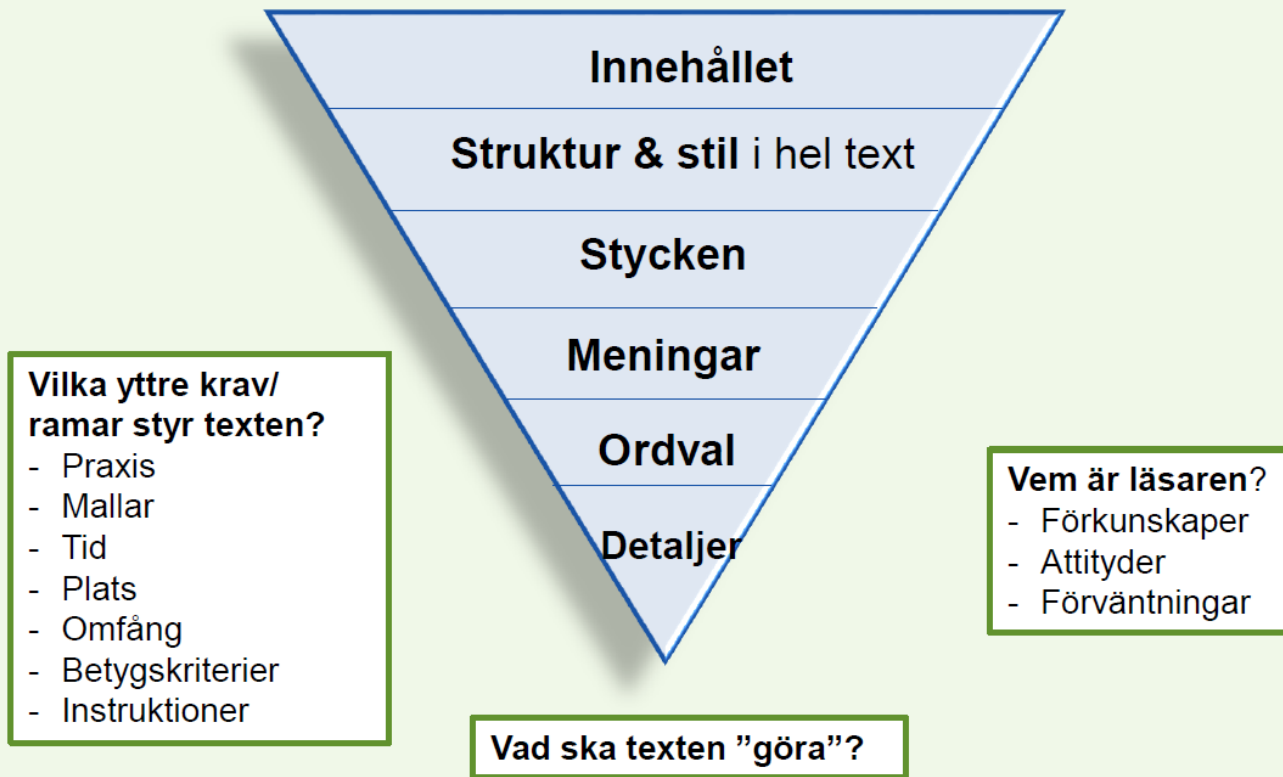 Innehållet
Struktur & stil i hel text
Stycken
Meningar
Ordval
Detaljer
Vilka yttre krav/
ramar styr texten?
- Praxis
- Mallar
- Tid
- Plats
- Omfång
- Betygskriterier
- Instruktioner
Vem är läsaren?
- Förkunskaper
- Attityder
- Förväntningar
Vad ska texten ”göra”?